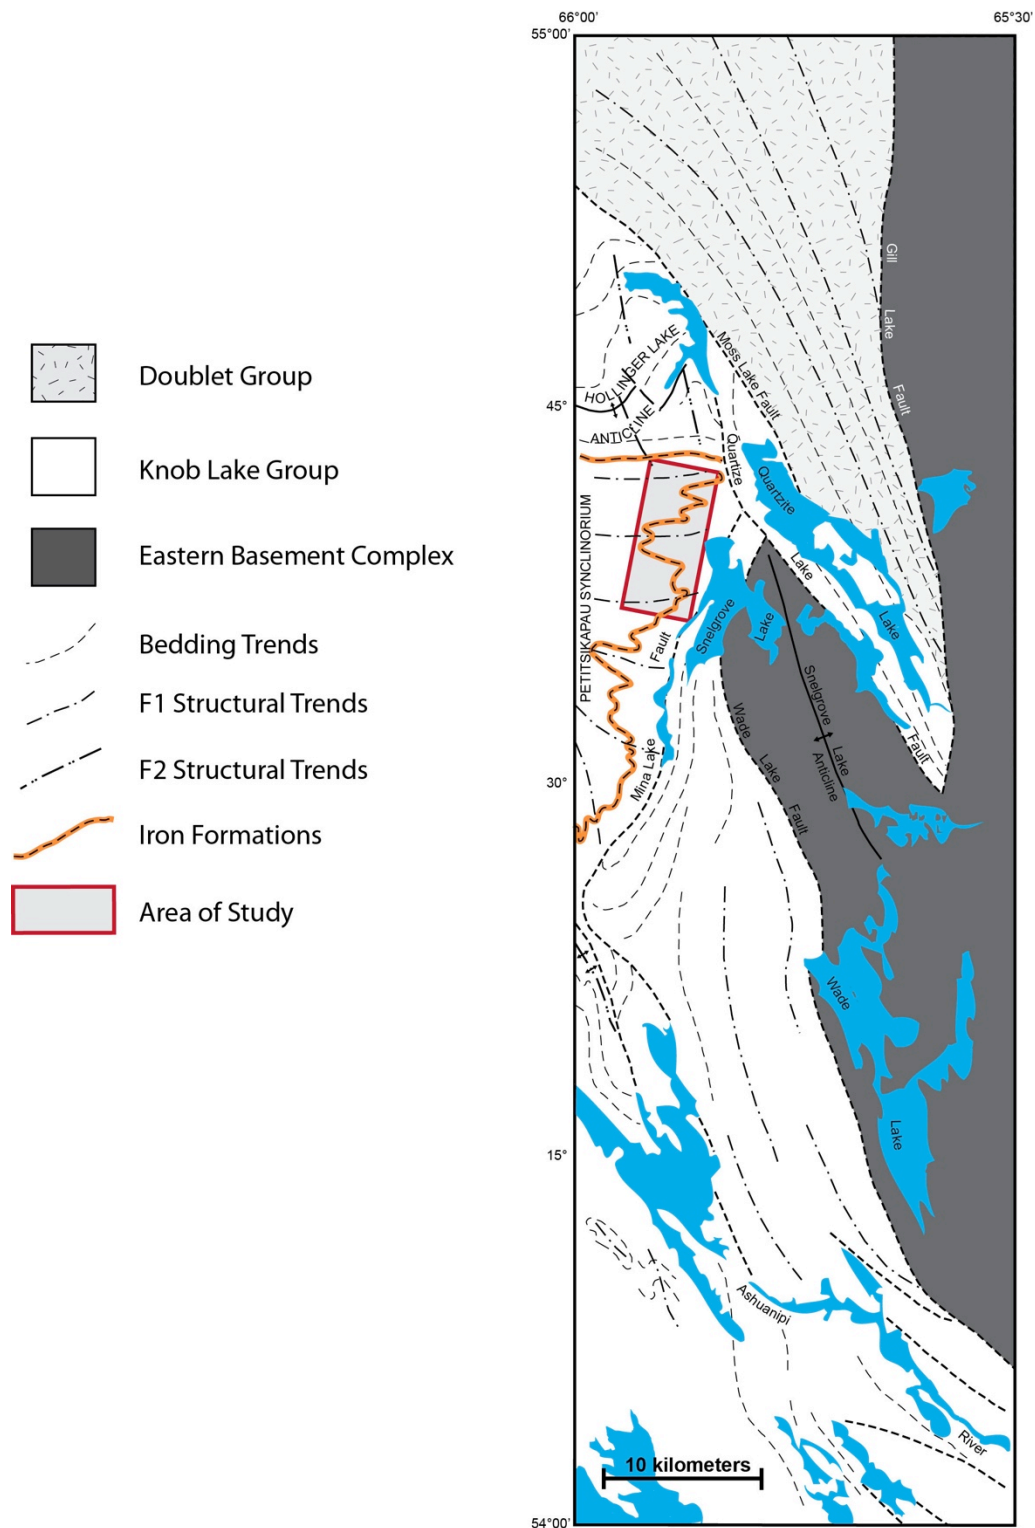 66°00'
65°30'
55°00'
Doublet Group
Knob Lake Group
Eastern Basement Complex
Bedding Trends
F1 Structural Trends
F2 Structural Trends
Iron Formations
Area of Study
Gill
Lake
Fault
HOLLINGER LAKE
ANTICLINE
Moss Lake Fault
45°
Quartize
Quartzite
Lake
Lake
Fault
PETITSIKAPAU SYNCLINORIUM
Snelgrove
Lake
Fault
Mina Lake
Snelgrove
Lake
Anticline
Wade
Lake
Fault
30°
Wade
Lake
15°
Ashuanipi
River
10 kilometers
54°00'